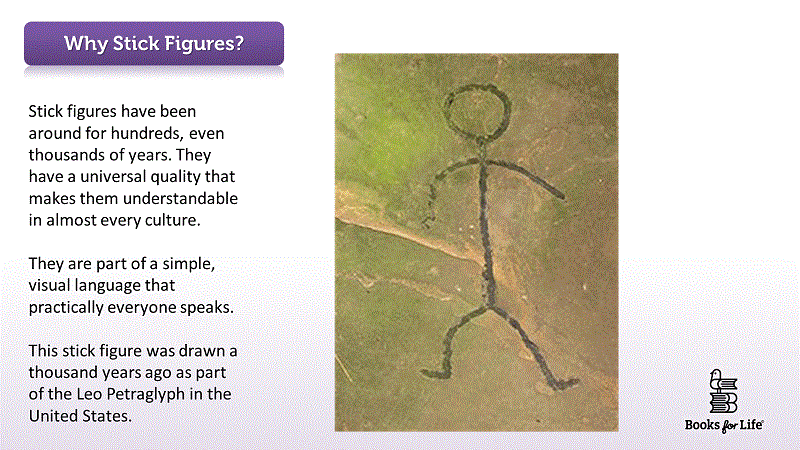 Why Stick Figures?
Stick figures have been
around for hundreds, even
thousands of years. They
have a universal quality that
makes them understandable
in almost every culture.
They are part of a simple,
visual language that
practically everyone speaks.
This stick figure was drawn a
thousand years ago as part
of the Leo Petraglyph in the
United States.
Books for Life